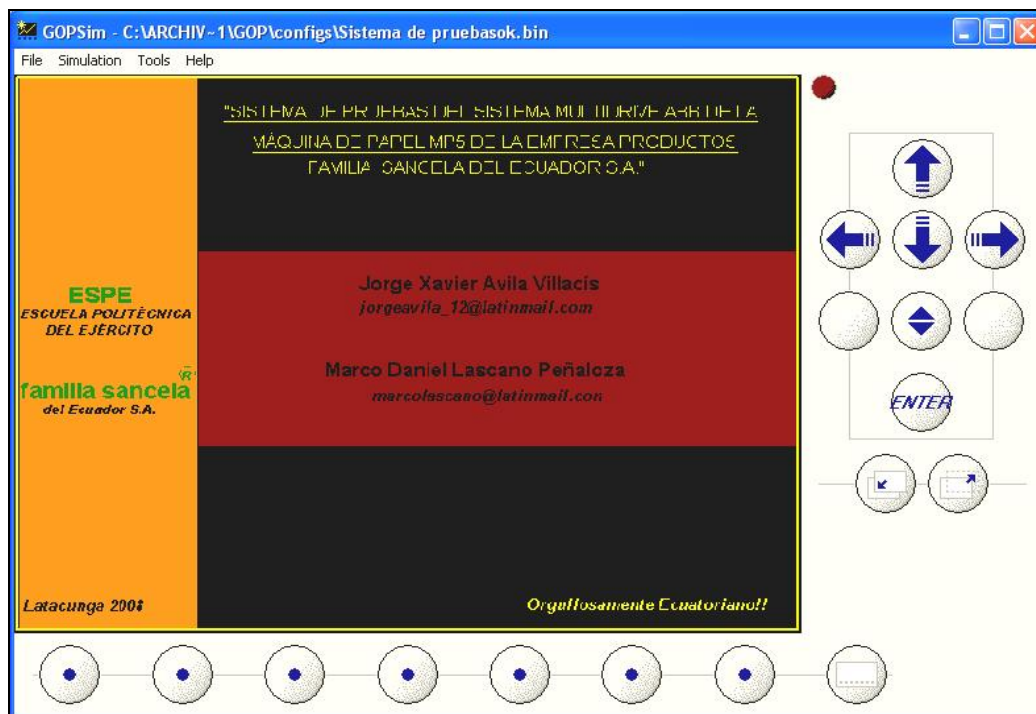 GOPSim - C:\ARCHIV~1\GOP\configs\Sistema de pruebasok.bin
File Simulation Tools Help
"SISTEMA DE PRUEBAS DEL SISTEMA MULTIDRIVE ABB DE LA
MÁQUINA DE PAPEL MP5 DE LA EMPRESA PRODUCTOS
FAMILIA SANCELA DEL ECUADOR S.A."
ESPE
ESCUELA POLITÉCNICA
DEL EJÉRCITO
familia sancela
R
del Ecuador S.A.
Latacunga
Jorge Xavier Avila Villacís
jorgeavila_12@latinmail.com
Marco Daniel Lascano Peñaloza
marcolascano@latinmail.con
Orgullosamente Ecuatoriano!!
ENTER